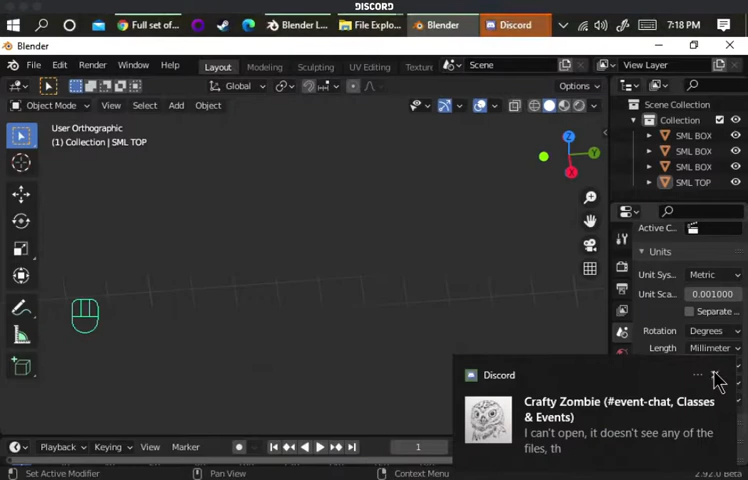 DISCORD
Full set of...
Blender L...
File Explo...
Blender
Discord
7:18 PM
Blender
File Edit Render Window Help Layout Modeling Sculpting UV Editing Scene View Layer
Global Options
Object Mode View Select Add Object
User Orthographic
(1) Collection | SML TOP
Z
Y
X
Scene Collection
Collection
SML BOX
SML BOX
SML BOX
SML TOP
Active C...
Units
Unit Sys... Metric
Unit Sca... 0.001000
Separate ...
Rotation Degrees
Length Millimeter
Discord
Crafty Zombie (#event-chat, Classes
& Events)
I can't open, it doesn't see any of the
files, th
Playback Keying View Marker 1
Set Active Modifier Pan View Context Menu 2.92.0 Beta